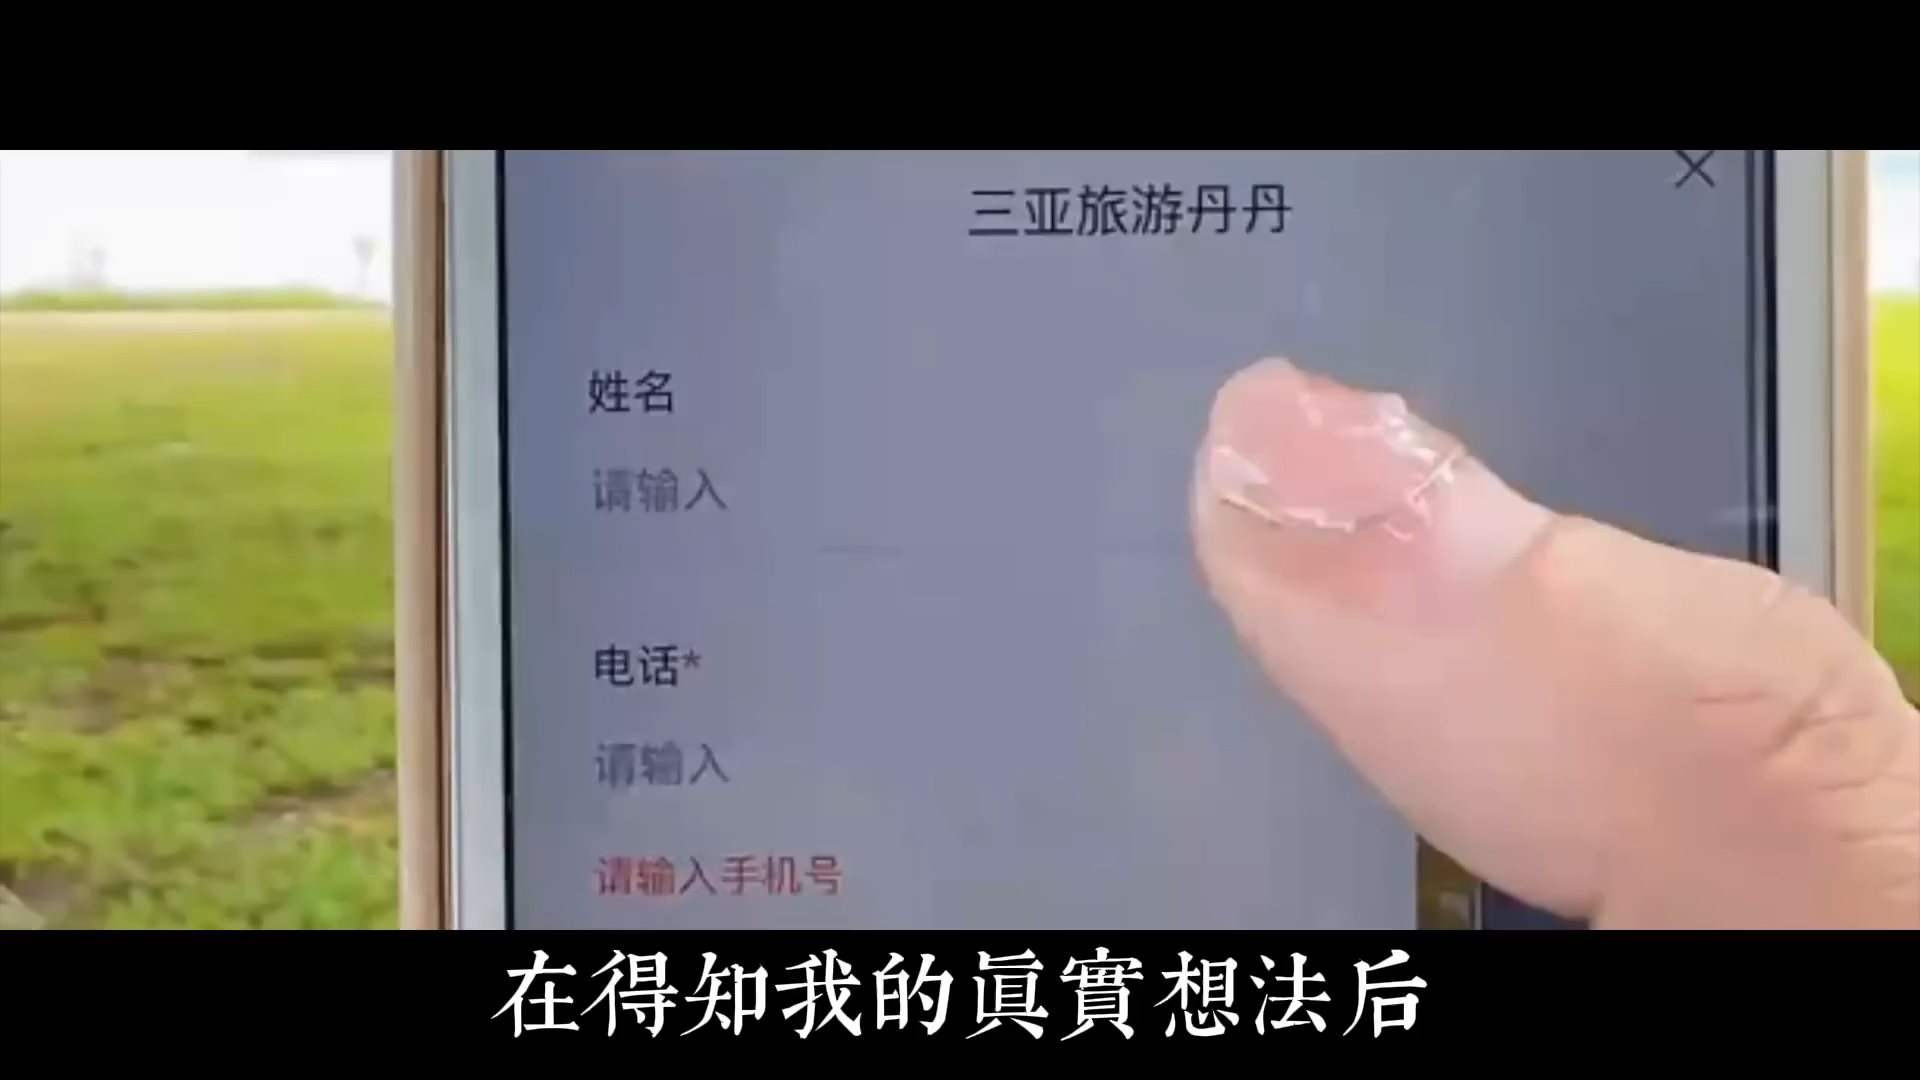 三亚旅游丹丹
姓名
请输入
电话*
请输入
请输入手机号
在得知我的眞實想法后